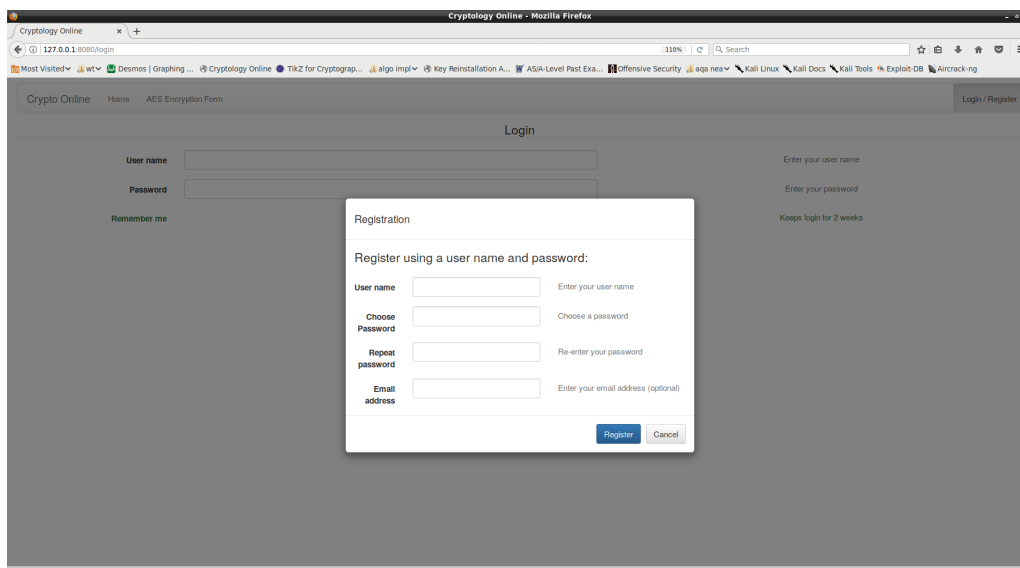 Cryptology Online - Mozilla Firefox
Cryptology Online × +
127.0.0.1:8080/login 110% Search
Most Visited wt Desmos | Graphing ... Cryptology Online TikZ for Cryptograp... algo impl Key Reinstallation A... AS/A-Level Past Exa... Offensive Security aqa nea Kali Linux Kali Docs Kali Tools Exploit-DB Aircrack-ng
Crypto Online Home AES Encryption Form Login / Register
Login
User name Enter your user name
Password Enter your password
Remember me Keeps login for 2 weeks
Registration
Register using a user name and password:
User name Enter your user name
Choose Password Choose a password
Repeat password Re-enter your password
Email address Enter your email address (optional)
Register Cancel